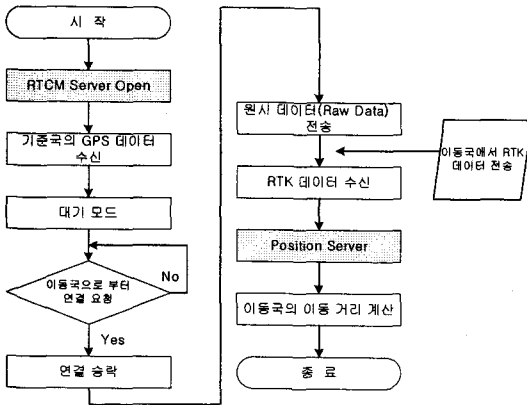 시 작
RTCM Server Open
기준국의 GPS 데이터
수신
대기 모드
이동국으로 부터
연결 요청
No
Yes
연결 승락
원시 데이터(Raw Data)
전송
이동국에서 RTK
데이터 전송
RTK 데이터 수신
Position Server
이동국의 이동 거리 계산
종 료